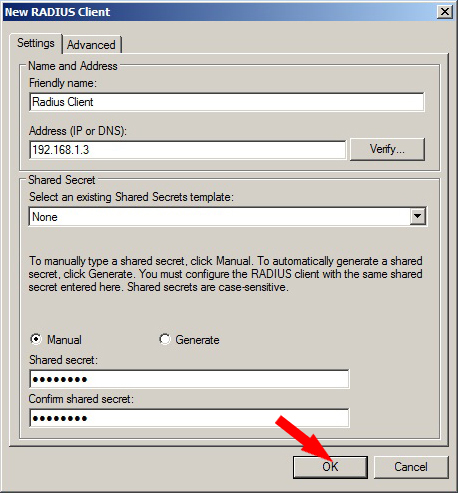 New RADIUS Client
Settings
Advanced
Name and Address
Friendly name:
Radius Client
Address (IP or DNS):
192.168.1.3
Verify...
Shared Secret
Select an existing Shared Secrets template:
None
To manually type a shared secret, click Manual. To automatically generate a shared
secret, click Generate. You must configure the RADIUS client with the same shared
secret entered here. Shared secrets are case-sensitive.
Manual
Generate
Shared secret:
●●●●●●●●
Confirm shared secret:
●●●●●●●●
OK
Cancel